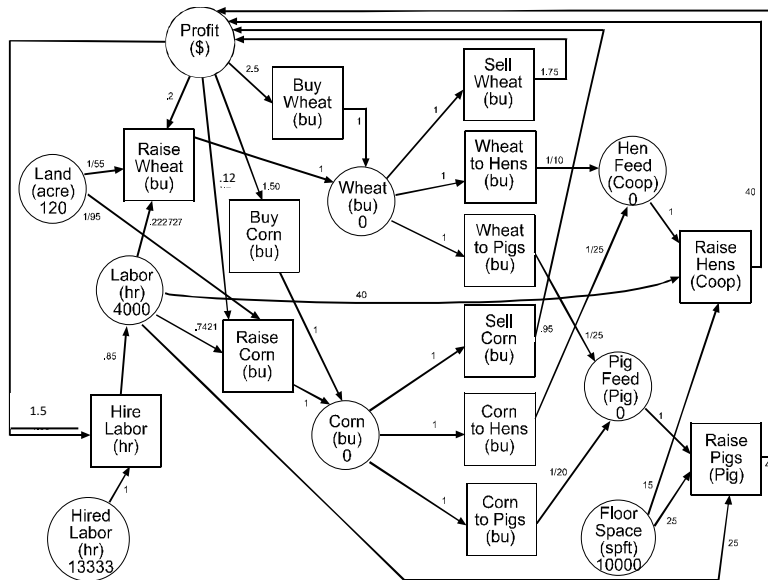 Profit
($)
2.5
.2
.12
1.50
1.5
Buy
Wheat
(bu)
1
Sell
Wheat
(bu)
1.75
Raise
Wheat
(bu)
1
Land
(acre)
120
1/55
1/95
.222727
Wheat
(bu)
0
1
1
1
Wheat
to Hens
(bu)
1/10
Hen
Feed
(Coop)
0
1
40
Buy
Corn
(bu)
1
Wheat
to Pigs
(bu)
1/25
1/25
Raise
Hens
(Coop)
Labor
(hr)
4000
40
.7421
.85
Raise
Corn
(bu)
1
Sell
Corn
(bu)
.95
Pig
Feed
(Pig)
0
1
Hire
Labor
(hr)
1
Corn
(bu)
0
1
1
1
Corn
to Hens
(bu)
Raise
Pigs
(Pig)
4
Corn
to Pigs
(bu)
1/20
15
25
25
Hired
Labor
(hr)
13333
Floor
Space
(spft)
10000